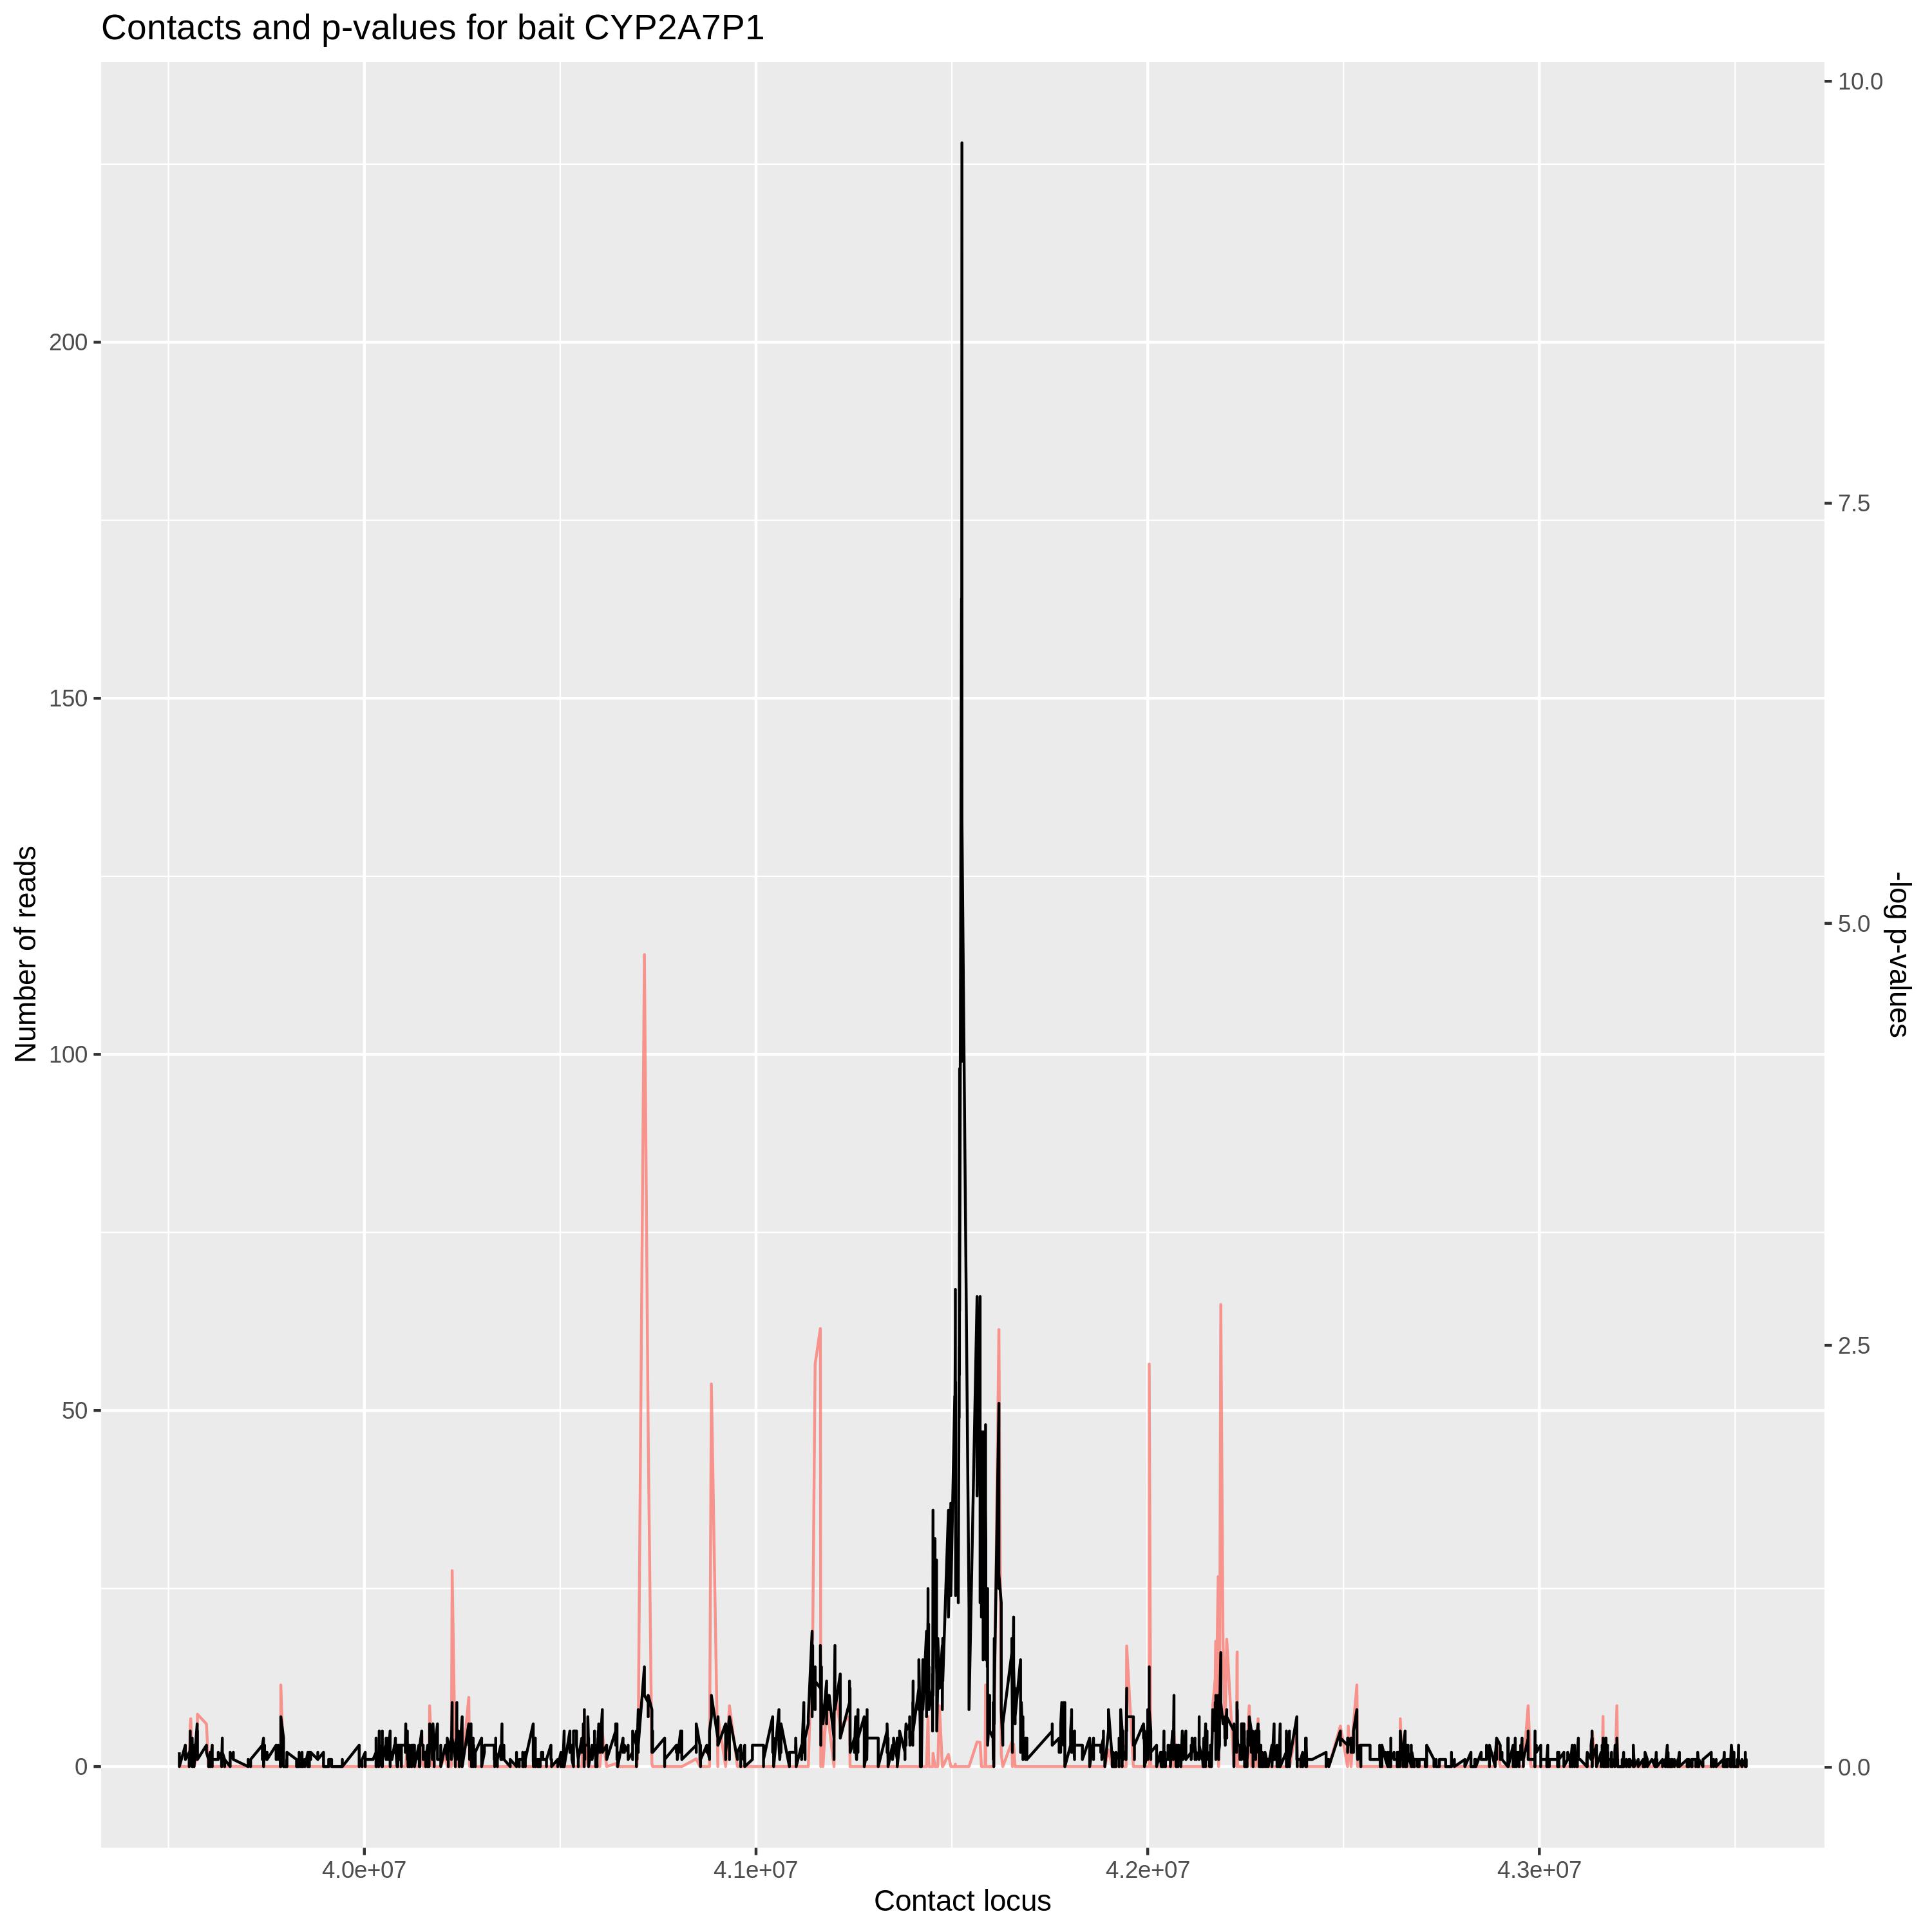 Contacts and p-values for bait CYP2A7P1
Number of reads
200
150
100
50
0
10.0
7.5
5.0
2.5
0.0
-log p-values
4.0e+07 4.1e+07 4.2e+07 4.3e+07
Contact locus